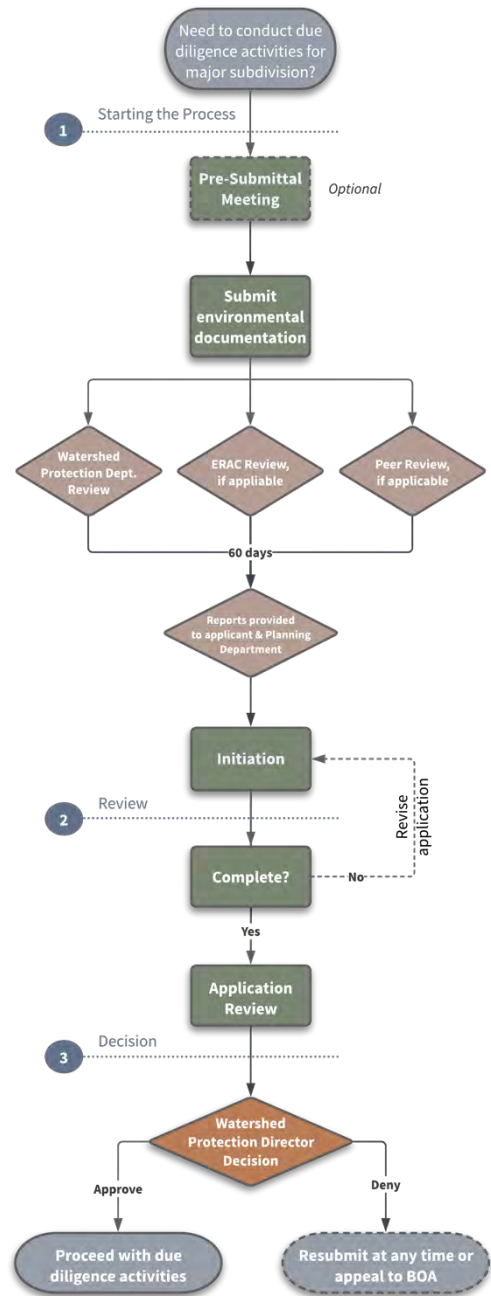 Need to conduct due
diligence activities for
major subdivision?
Starting the Process
1
Pre-Submittal
Meeting
Optional
Submit
environmental
documentation
Watershed
Protection Dept.
Review
ERAC Review,
if appliable
Peer Review,
if applicable
60 days
Reports provided
to applicant & Planning
Department
Initiation
Revise
application
Review
2
Complete?
No
Yes
Application
Review
Decision
3
Watershed
Protection Director
Decision
Approve
Deny
Proceed with due
diligence activities
Resubmit at any time or
appeal to BOA